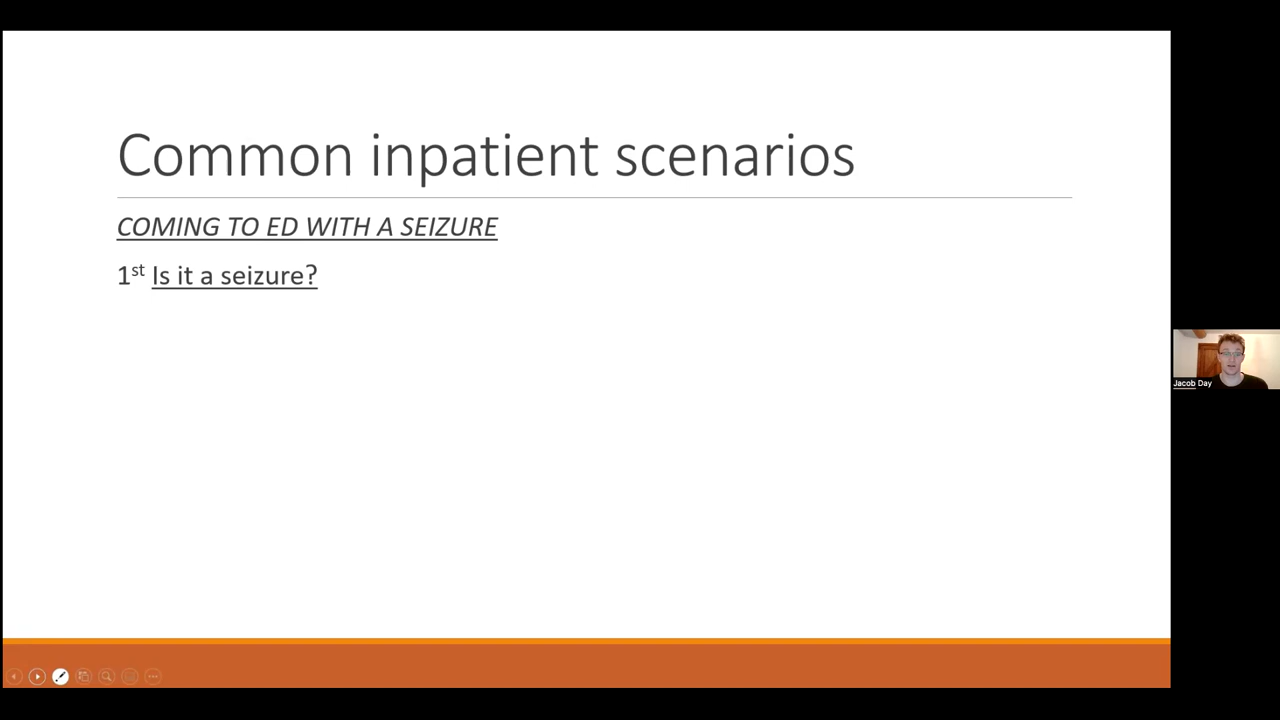 Common inpatient scenarios
COMING TO ED WITH A SEIZURE
1st Is it a seizure?
Jacob Day